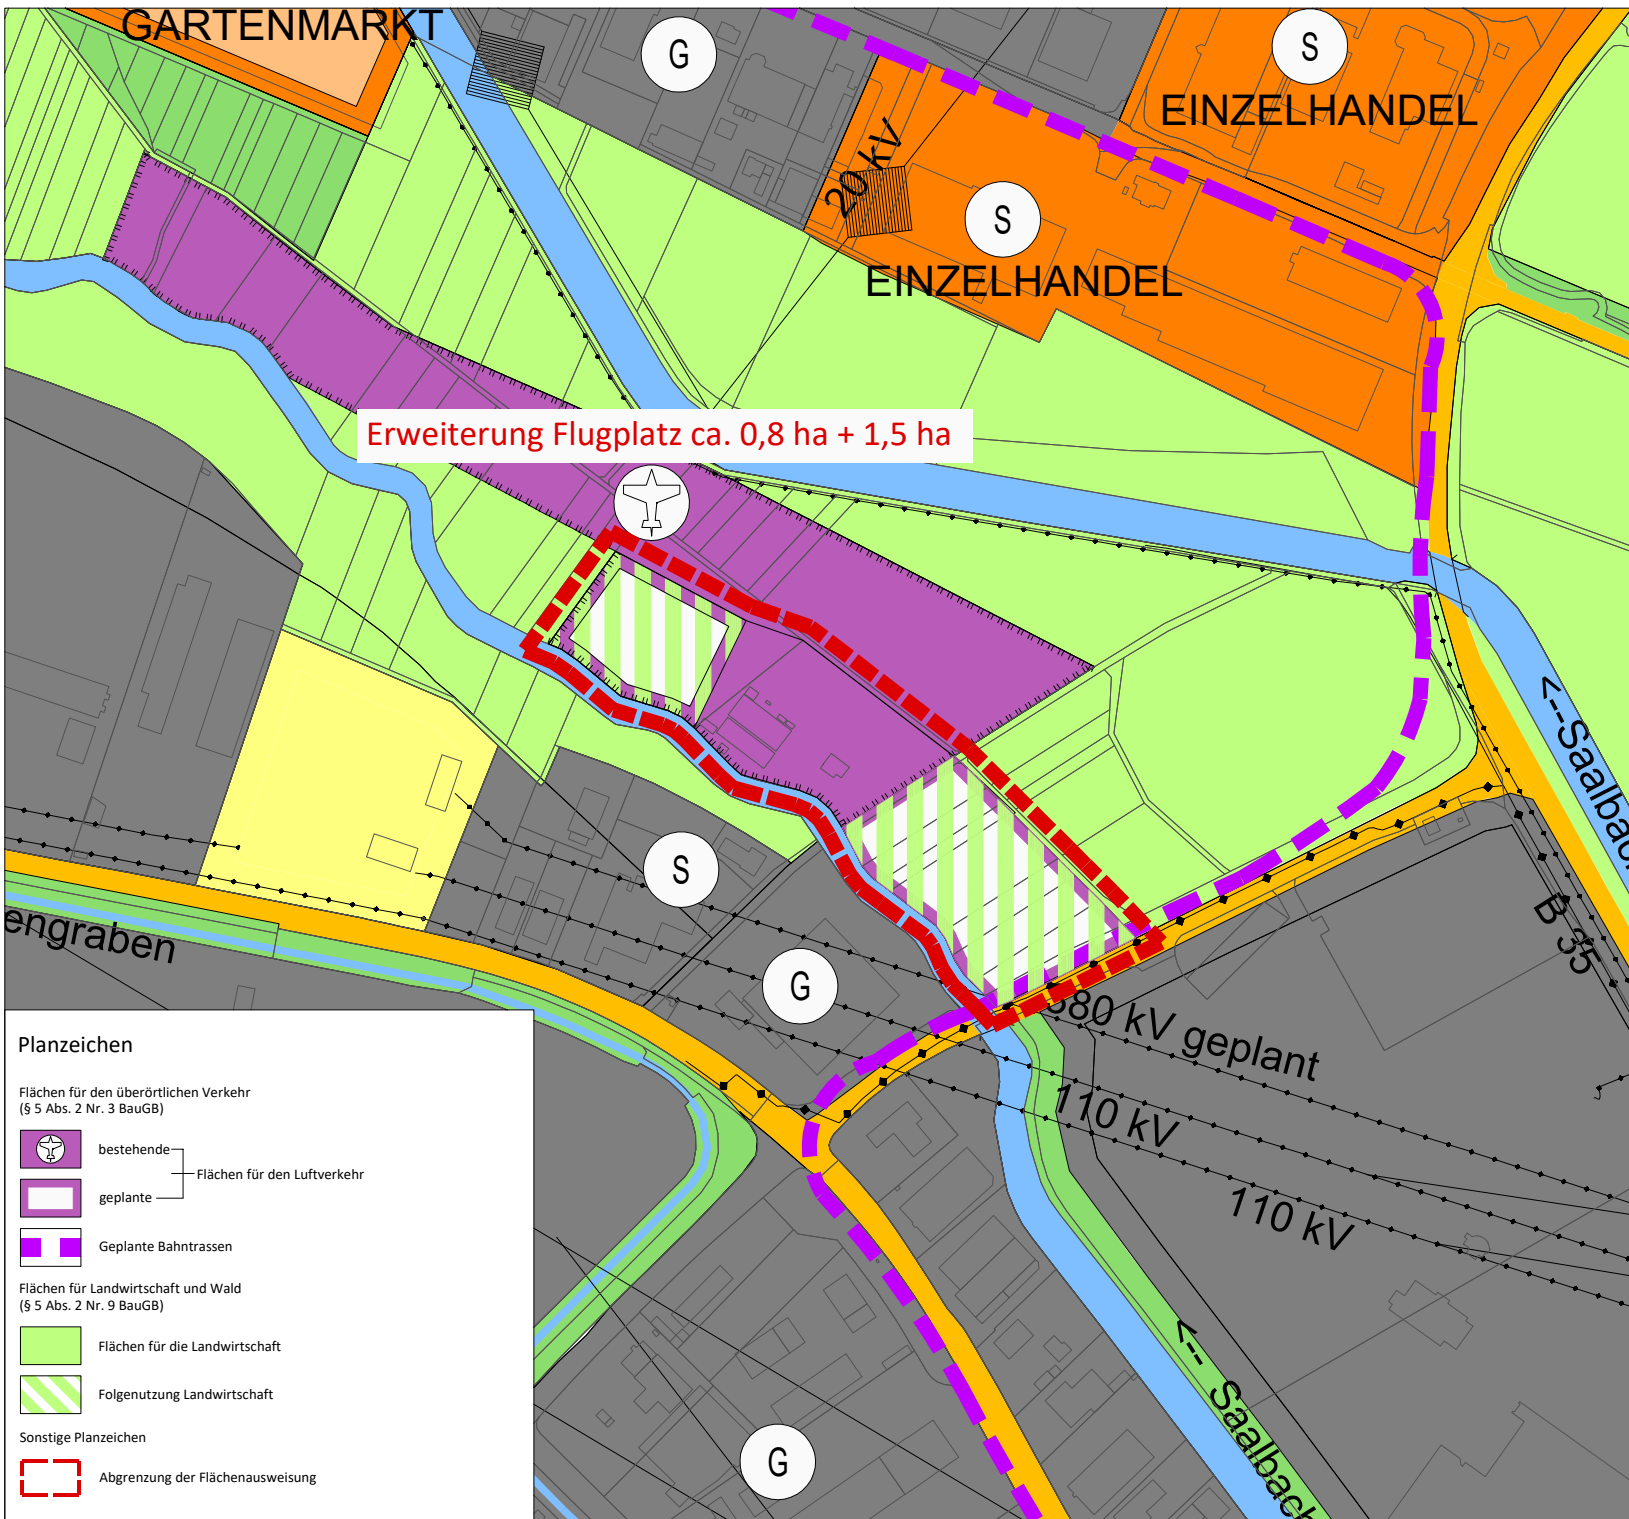 GARTENMARKT
G
S
EINZELHANDEL
20 kV
S
EINZELHANDEL
Erweiterung Flugplatz ca. 0,8 ha + 1,5 ha
<---Saalbach
S
B 35
engraben
G
380 kV geplant
110 kV
110 kV
<--- Saalbach
G
Planzeichen
Flächen für den überörtlichen Verkehr
(§ 5 Abs. 2 Nr. 3 BauGB)
bestehende
Flächen für den Luftverkehr
geplante
Geplante Bahntrassen
Flächen für Landwirtschaft und Wald
(§ 5 Abs. 2 Nr. 9 BauGB)
Flächen für die Landwirtschaft
Folgenutzung Landwirtschaft
Sonstige Planzeichen
Abgrenzung der Flächenausweisung